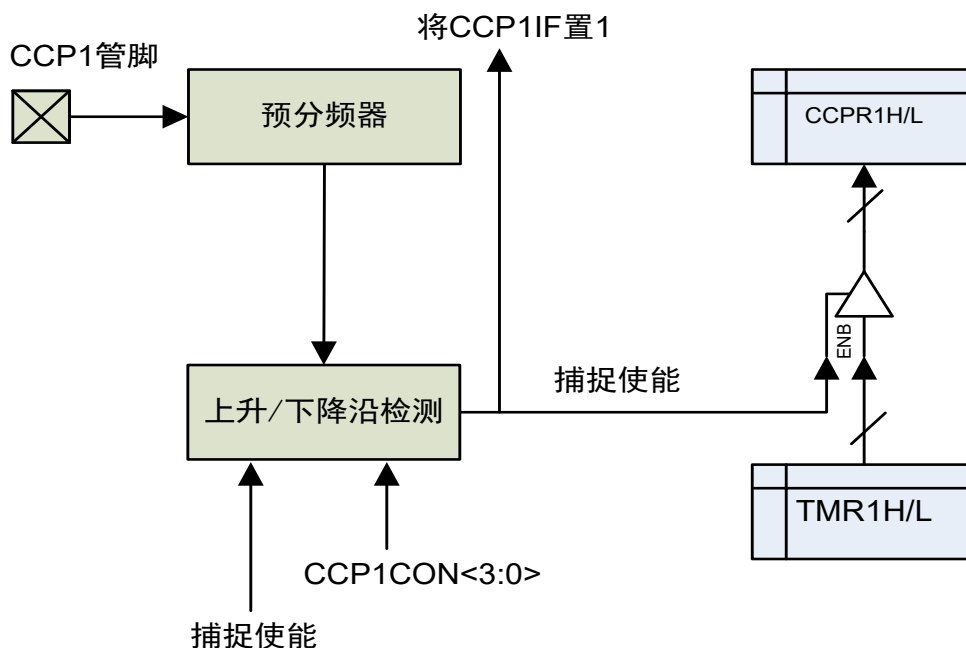 将CCP1IF置1
CCP1管脚
预分频器
CCPR1H/L
ENB
捕捉使能
上升/下降沿检测
TMR1H/L
CCP1CON<3:0>
捕捉使能